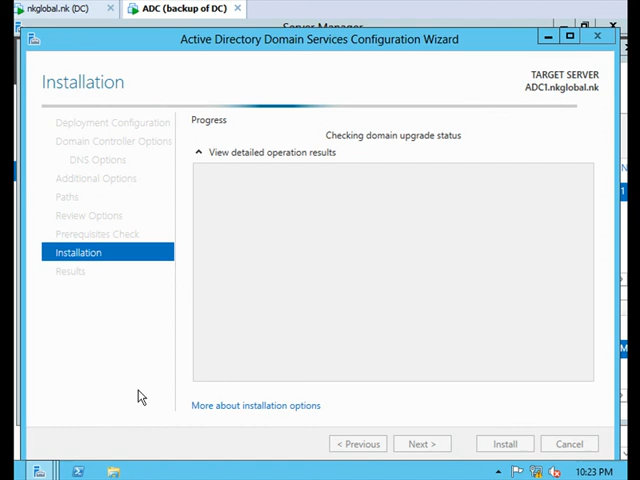 nkglobal.nk (DC)
ADC (backup of DC)
Server Manager
Active Directory Domain Services Configuration Wizard
Installation
TARGET SERVER
ADC1.nkglobal.nk
Deployment Configuration
Domain Controller Options
DNS Options
Additional Options
Paths
Review Options
Prerequisites Check
Installation
Results
Progress
Checking domain upgrade status
View detailed operation results
More about installation options
< Previous
Next >
Install
Cancel
10:23 PM